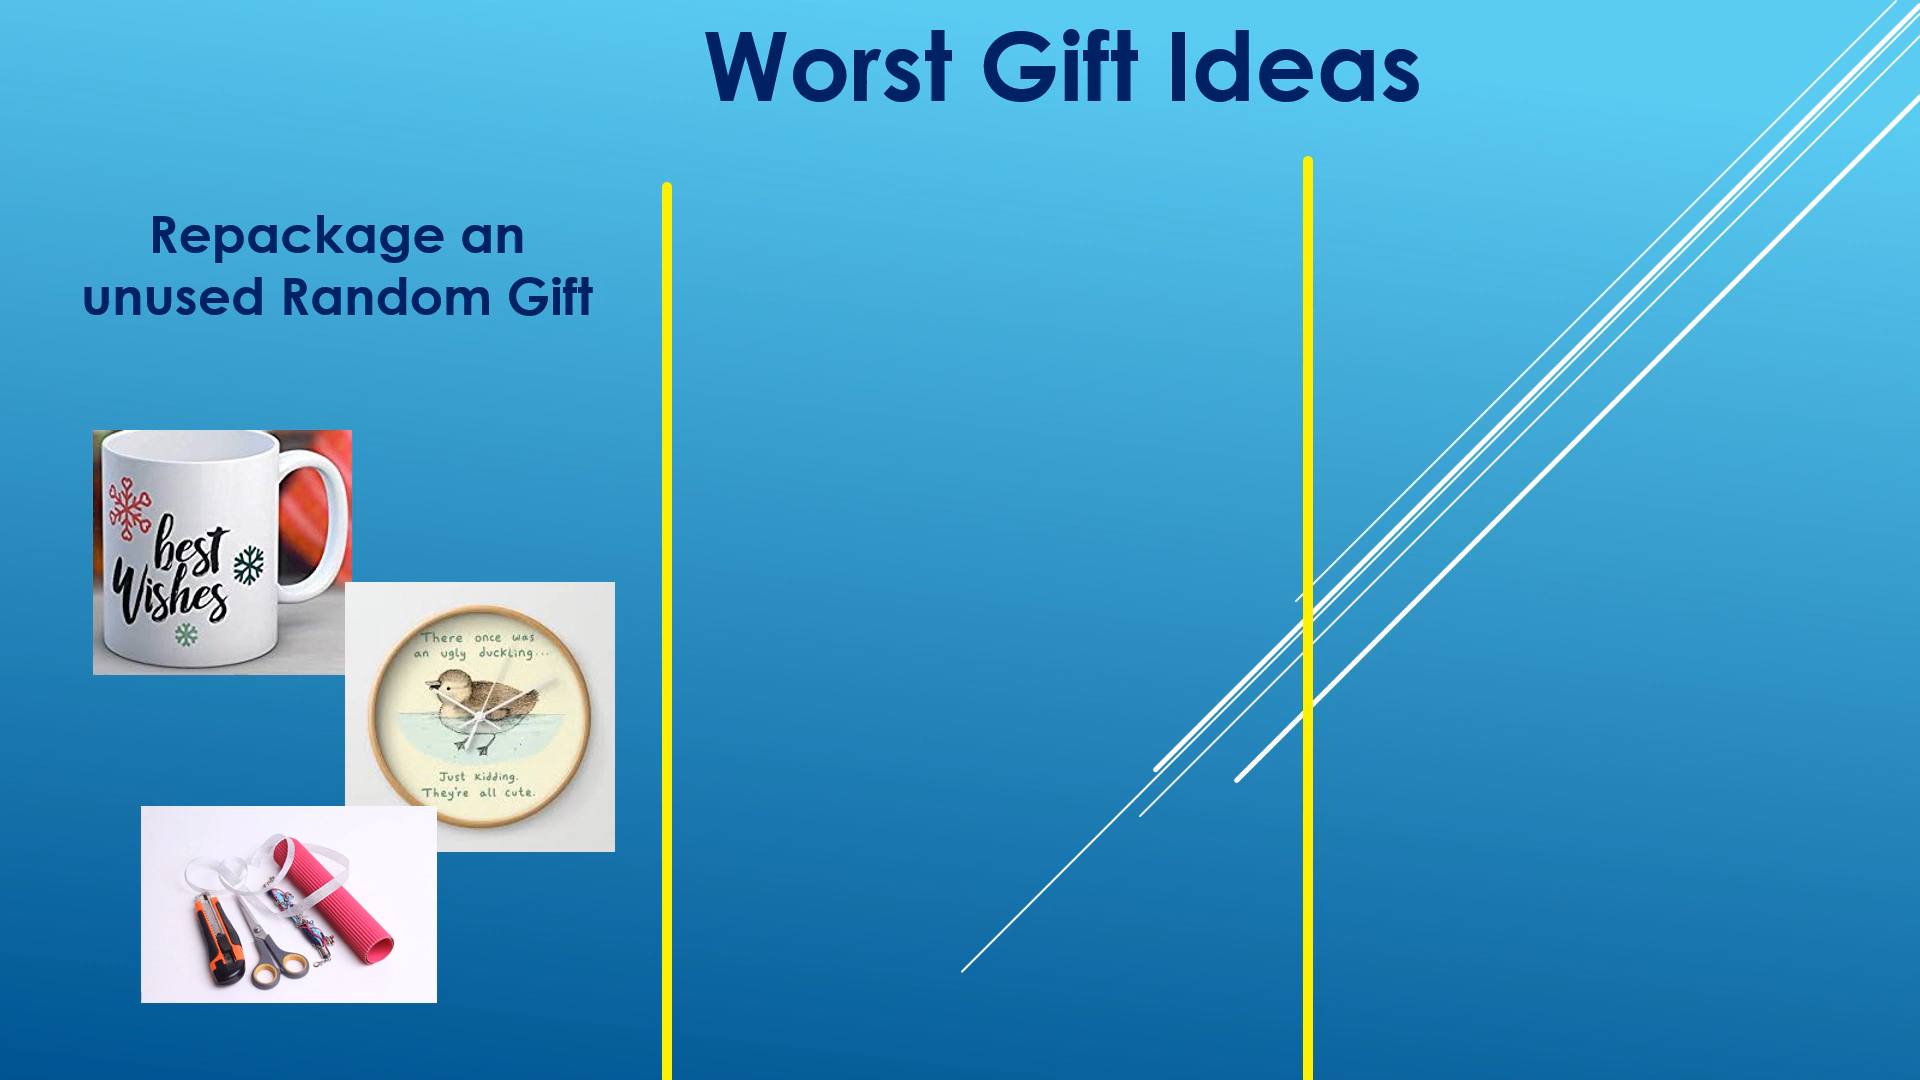 Worst Gift Ideas
Repackage an
unused Random Gift
best
Wishes
There once was
an ugly duckling...
Just kidding.
They're all cute.